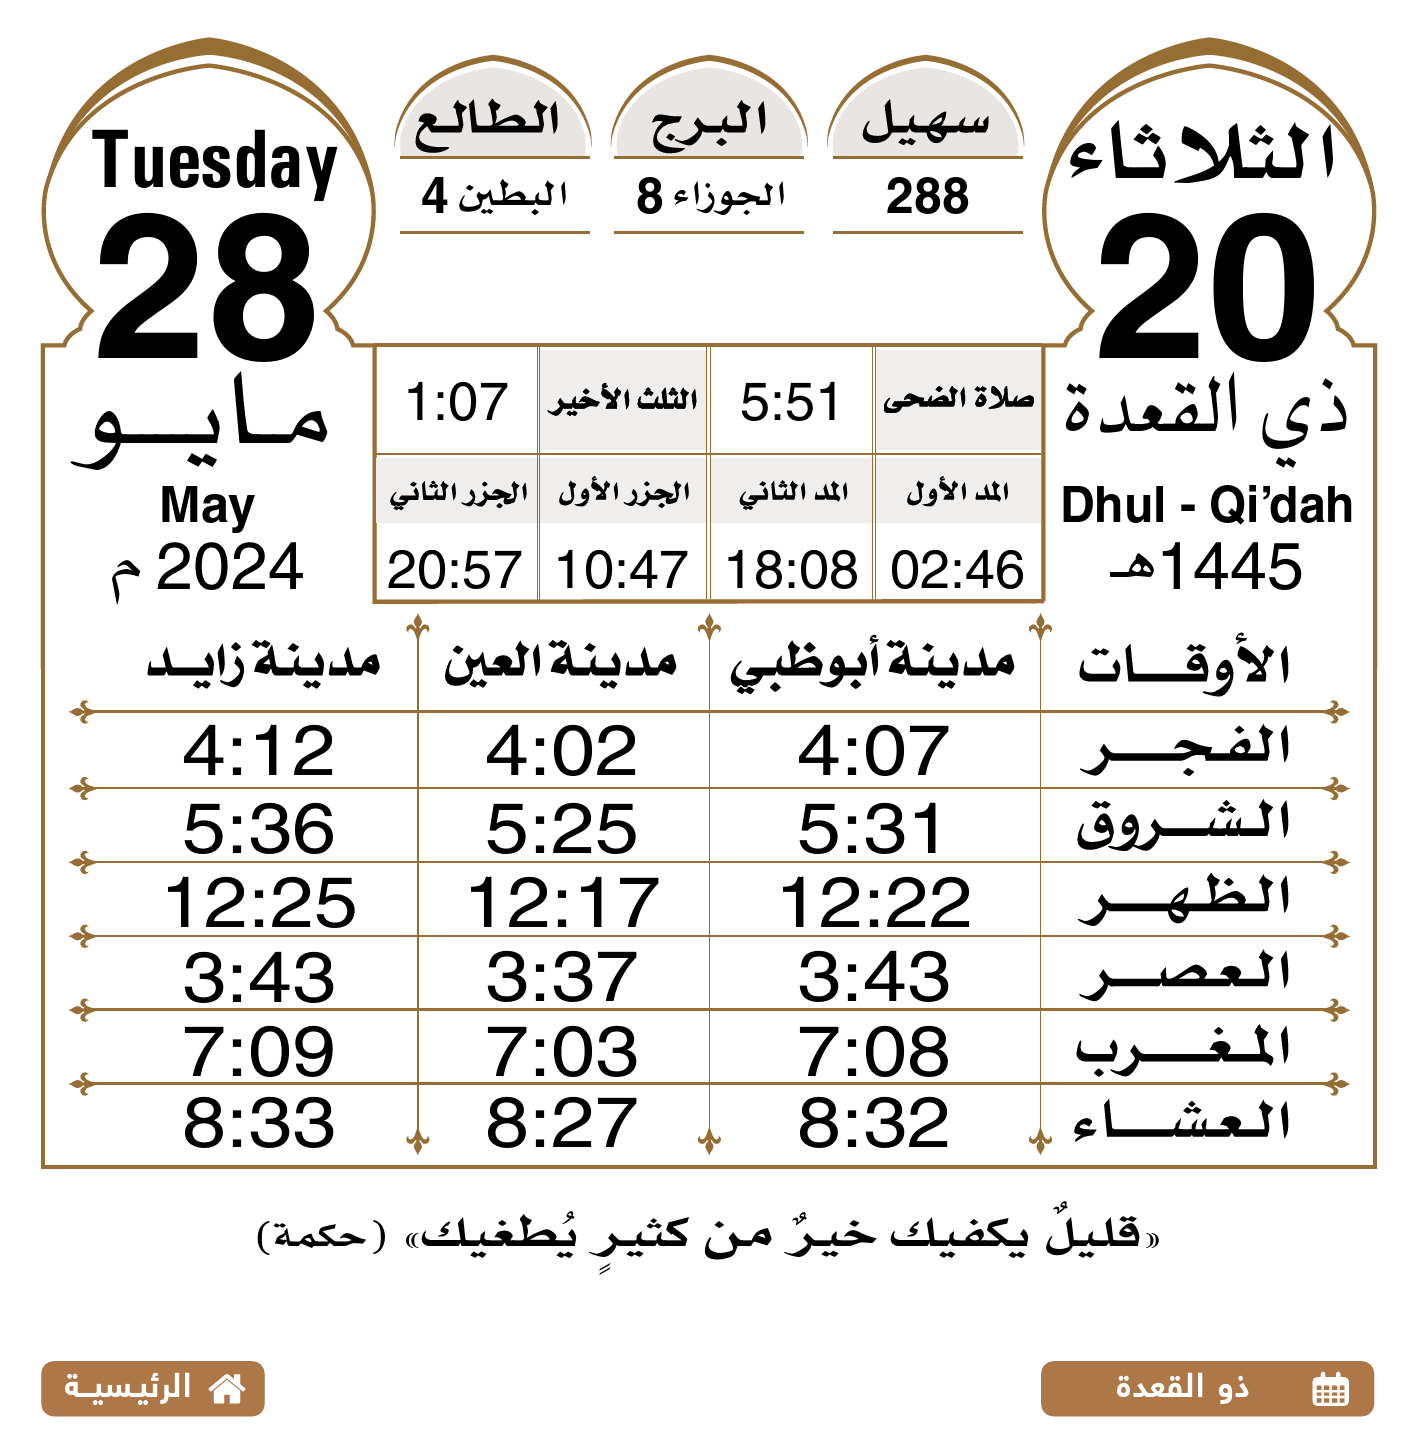 الثلاثاء
20
ذي القعدة
Dhul - Qi’dah
1445هـ
سهيل
288
البرج
الجوزاء 8
الطالع
البطين 4
Tuesday
28
مايو
May
2024 م
صلاة الضحى 5:51 الثلث الأخير 1:07
المد الأول المد الثاني الجزر الأول الجزر الثاني
02:46 18:08 10:47 20:57
الأوقات مدينة أبوظبي مدينة العين مدينة زايد
الفجر 4:07 4:02 4:12
الشروق 5:31 5:25 5:36
الظهر 12:22 12:17 12:25
العصر 3:43 3:37 3:43
المغرب 7:08 7:03 7:09
العشاء 8:32 8:27 8:33
«قليلٌ يكفيك خيرٌ من كثيرٍ يُطغيك» (حكمة)
ذو القعدة
الرئيسية